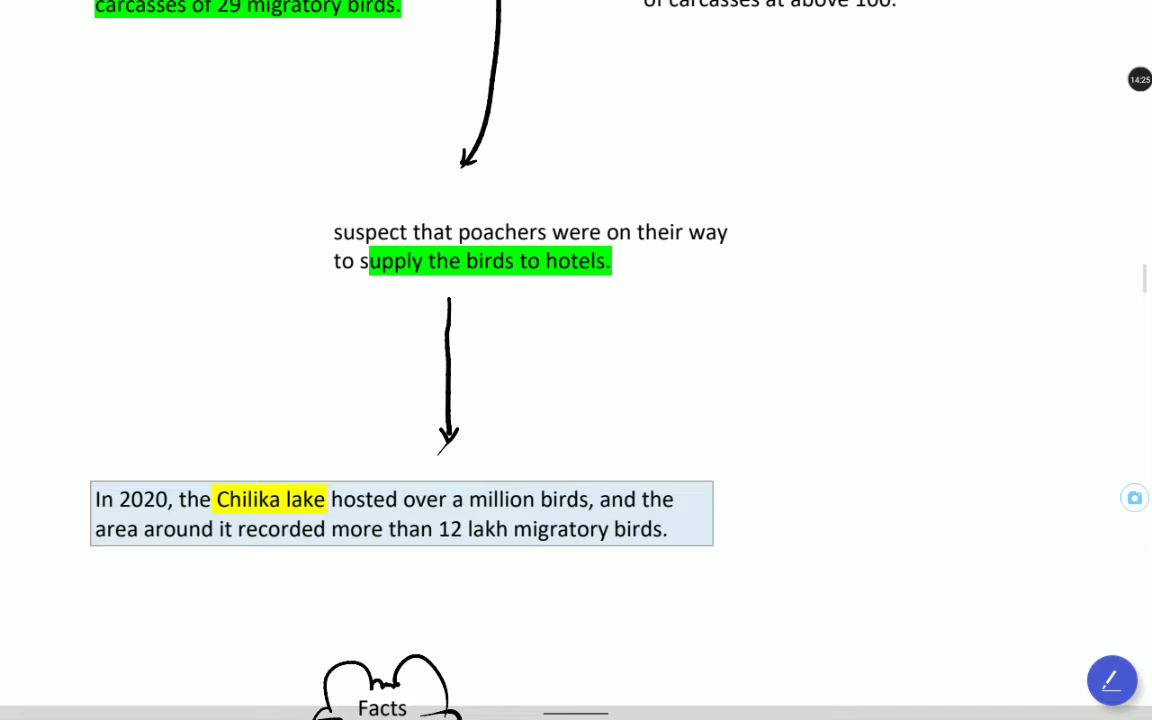 carcasses of 29 migratory birds.
of carcasses at above 100.
14:25
suspect that poachers were on their way
to supply the birds to hotels.
In 2020, the Chilika lake hosted over a million birds, and the
area around it recorded more than 12 lakh migratory birds.
Facts